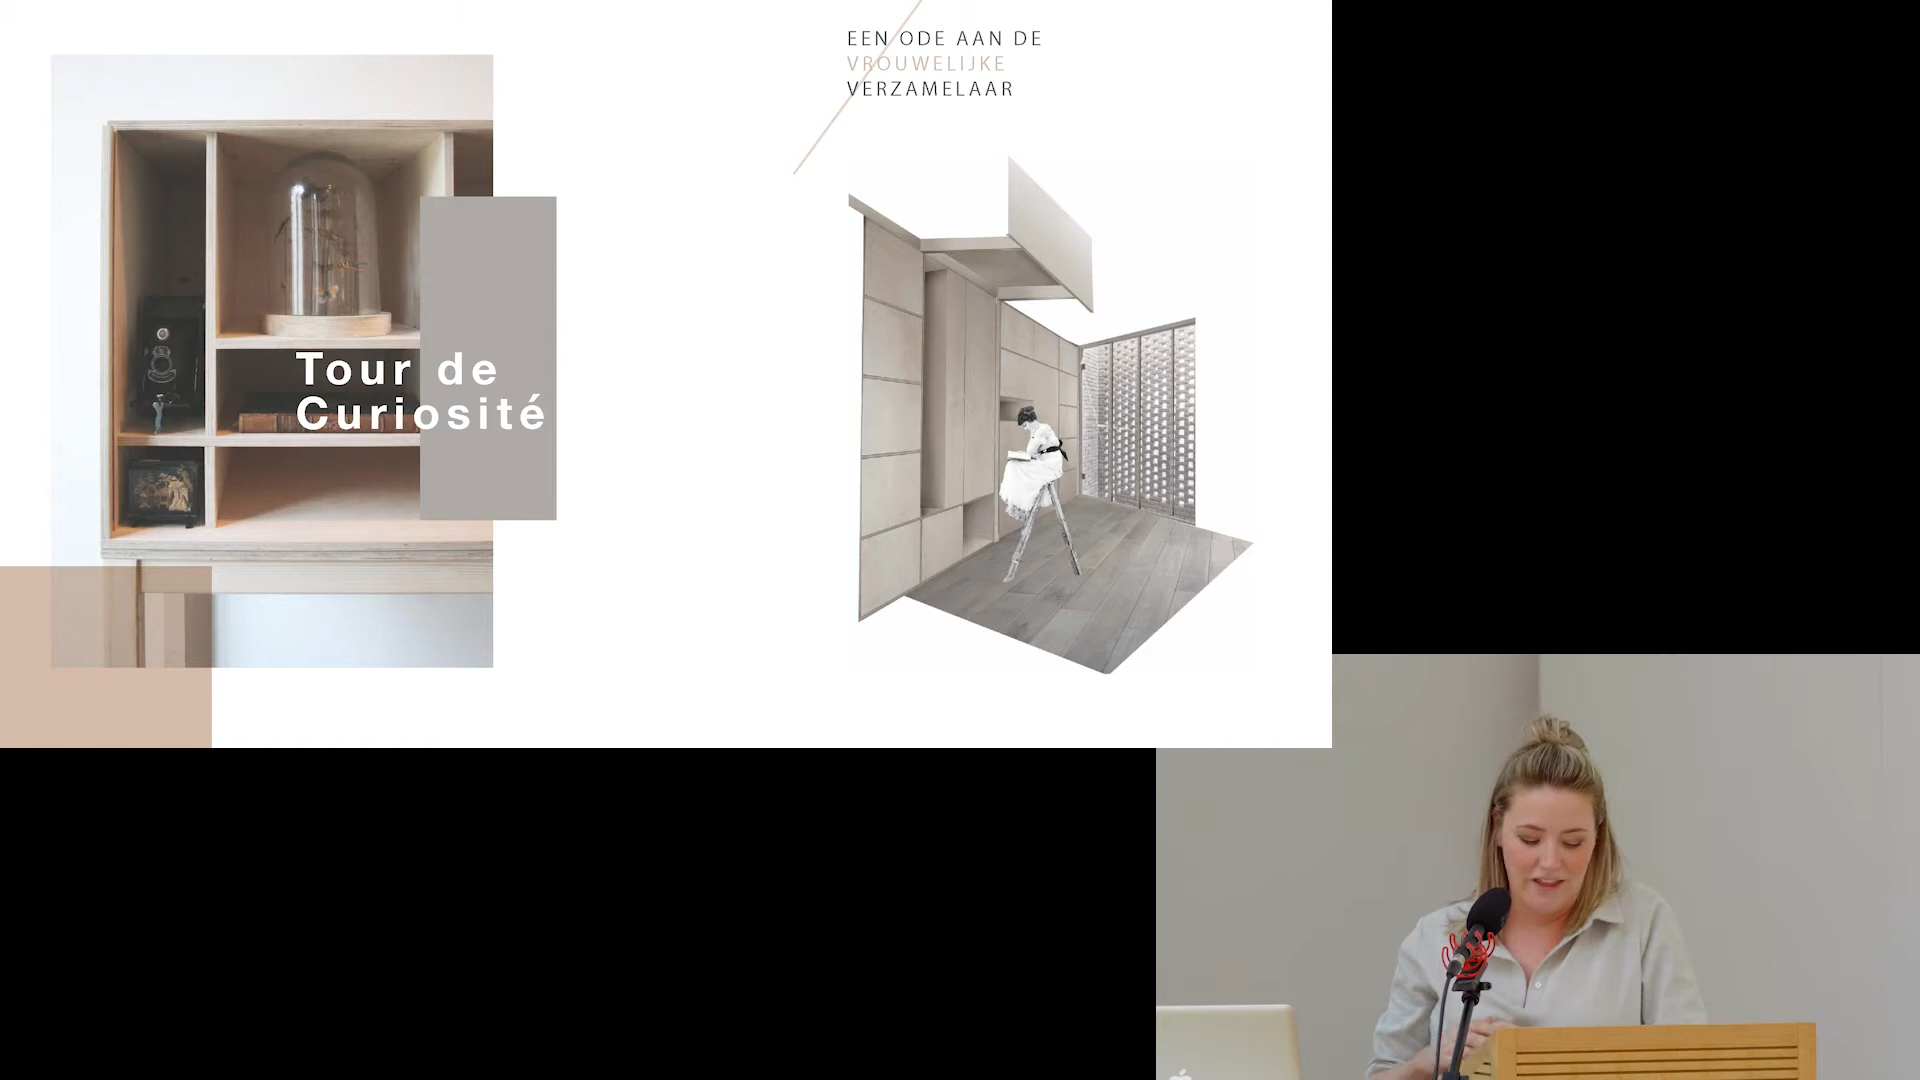 Tour de
Curiosité
EEN ODE AAN DE
VROUWELIJKE
VERZAMELAAR